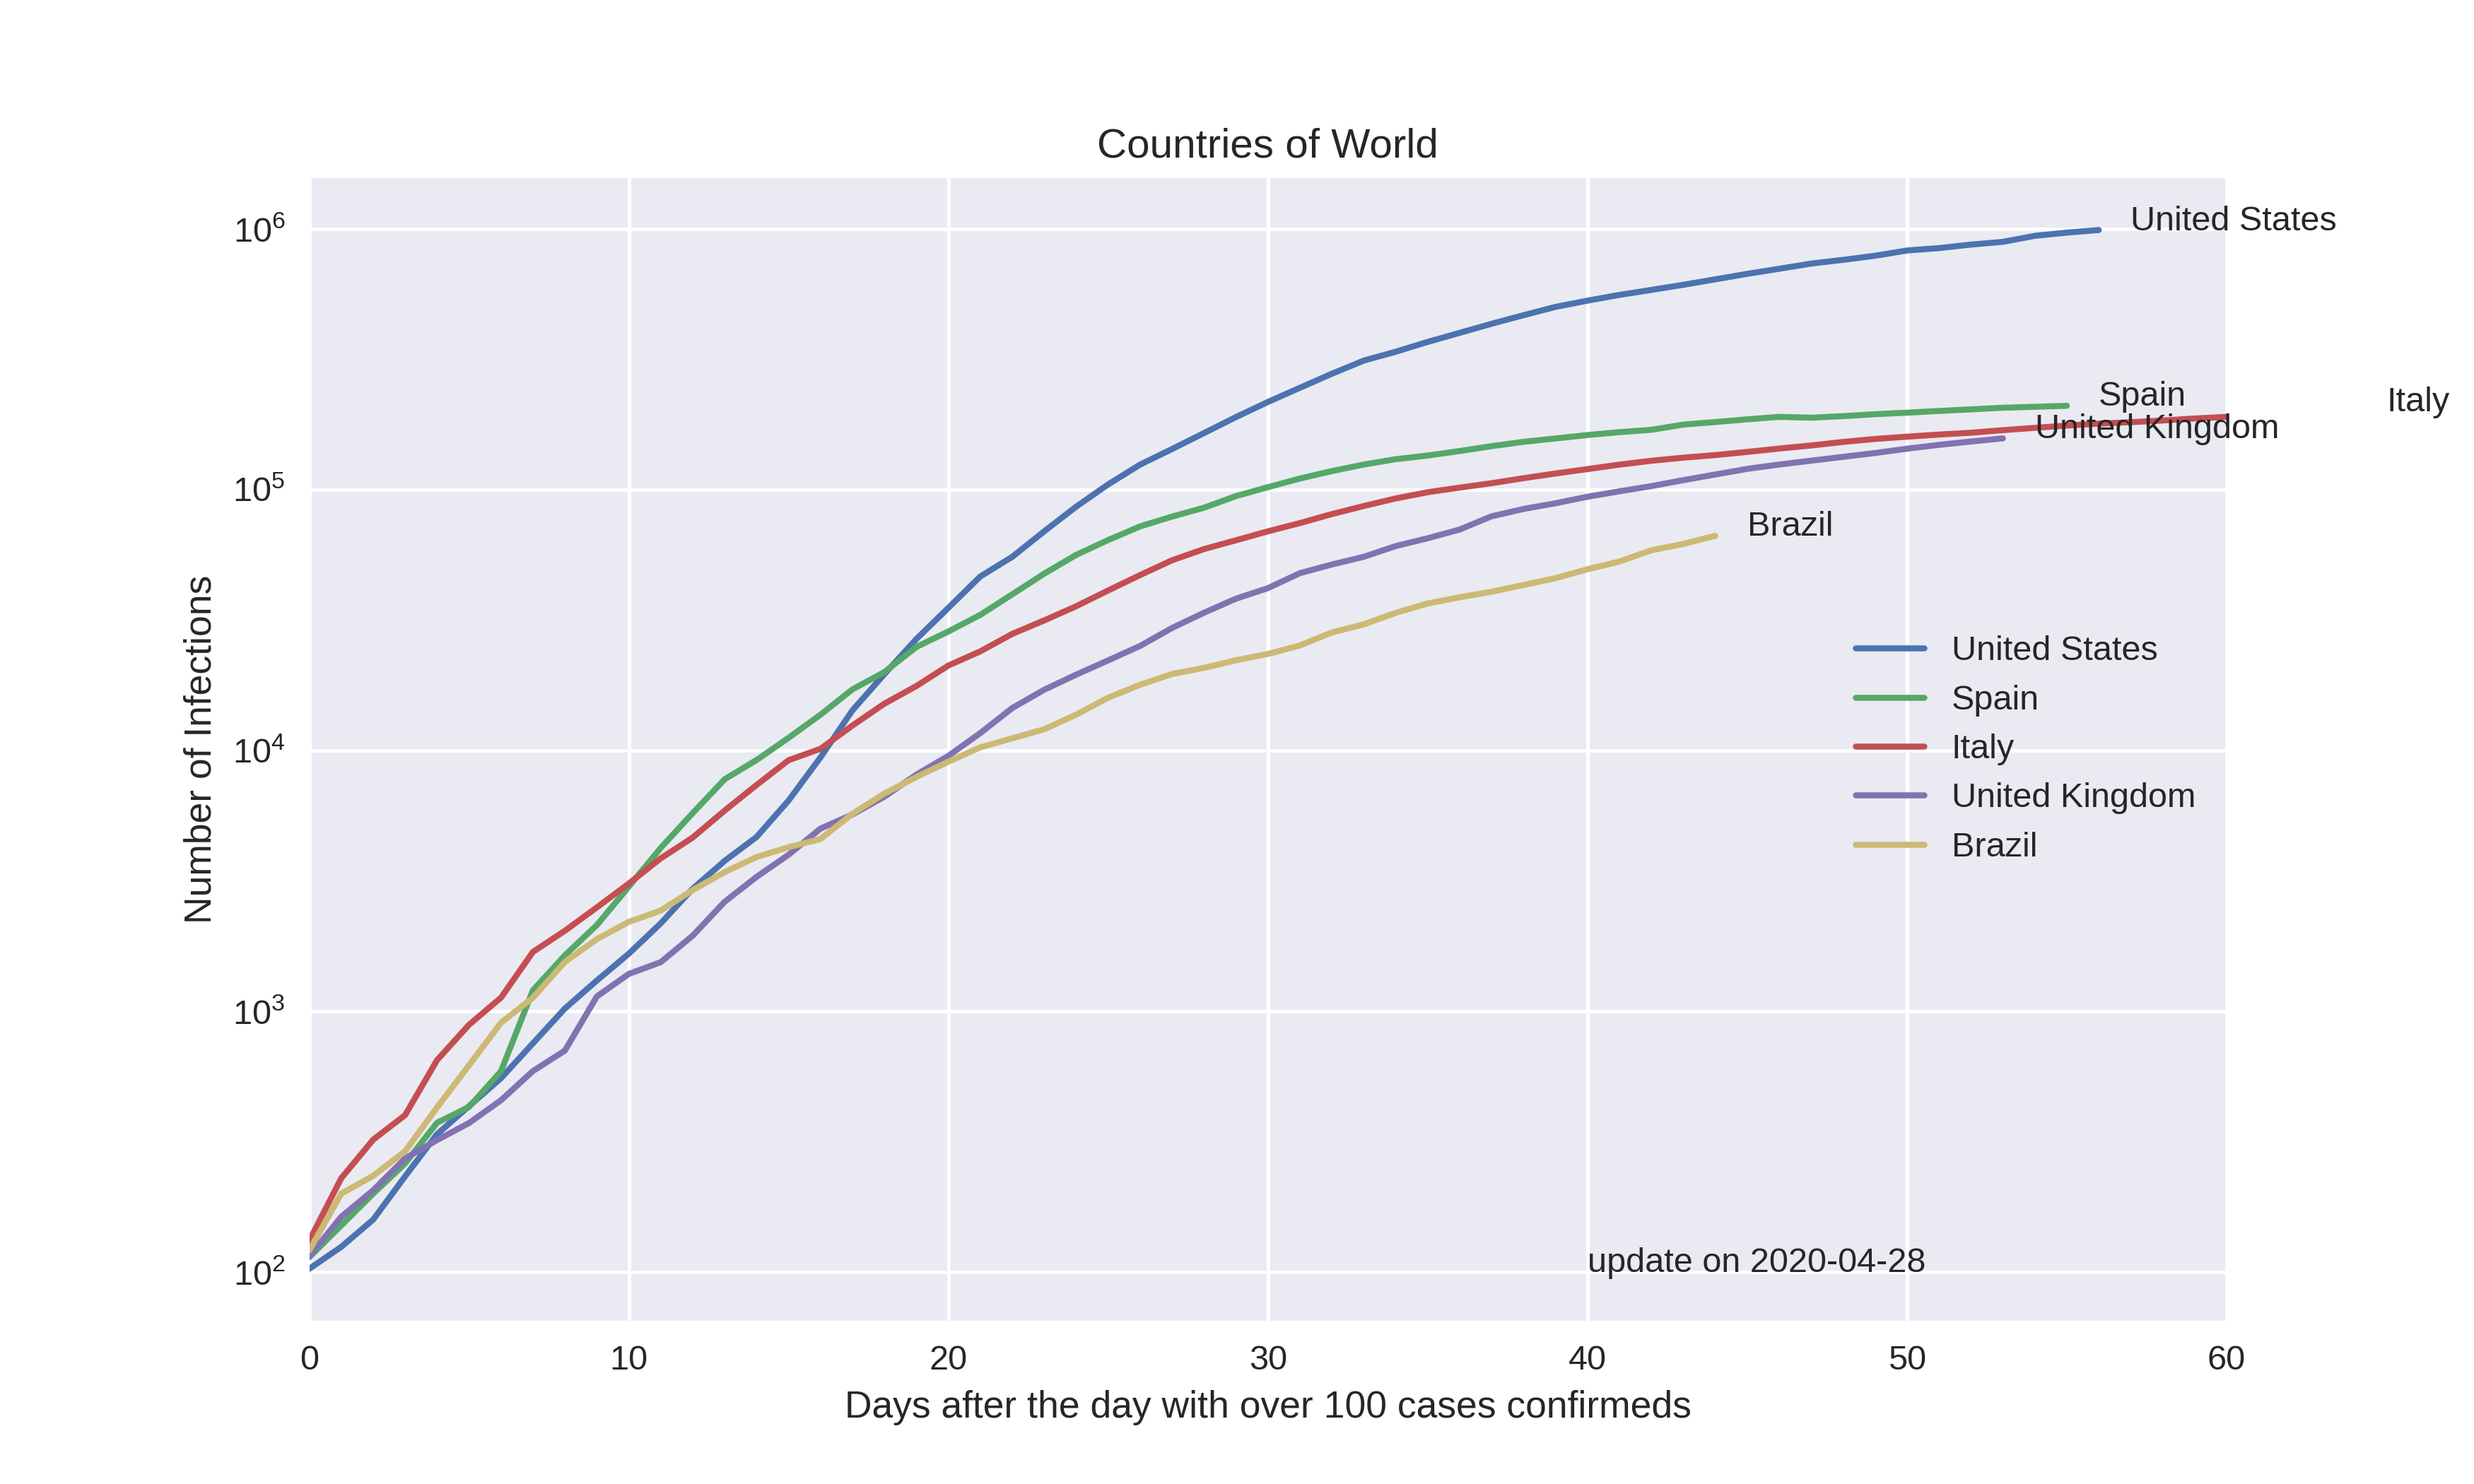 Countries of World
10^6
10^5
10^4
10^3
10^2
Number of Infections
United States
Spain
Italy
United Kingdom
Brazil
United States
Spain
Italy
United Kingdom
Brazil
update on 2020-04-28
0 10 20 30 40 50 60
Days after the day with over 100 cases confirmeds